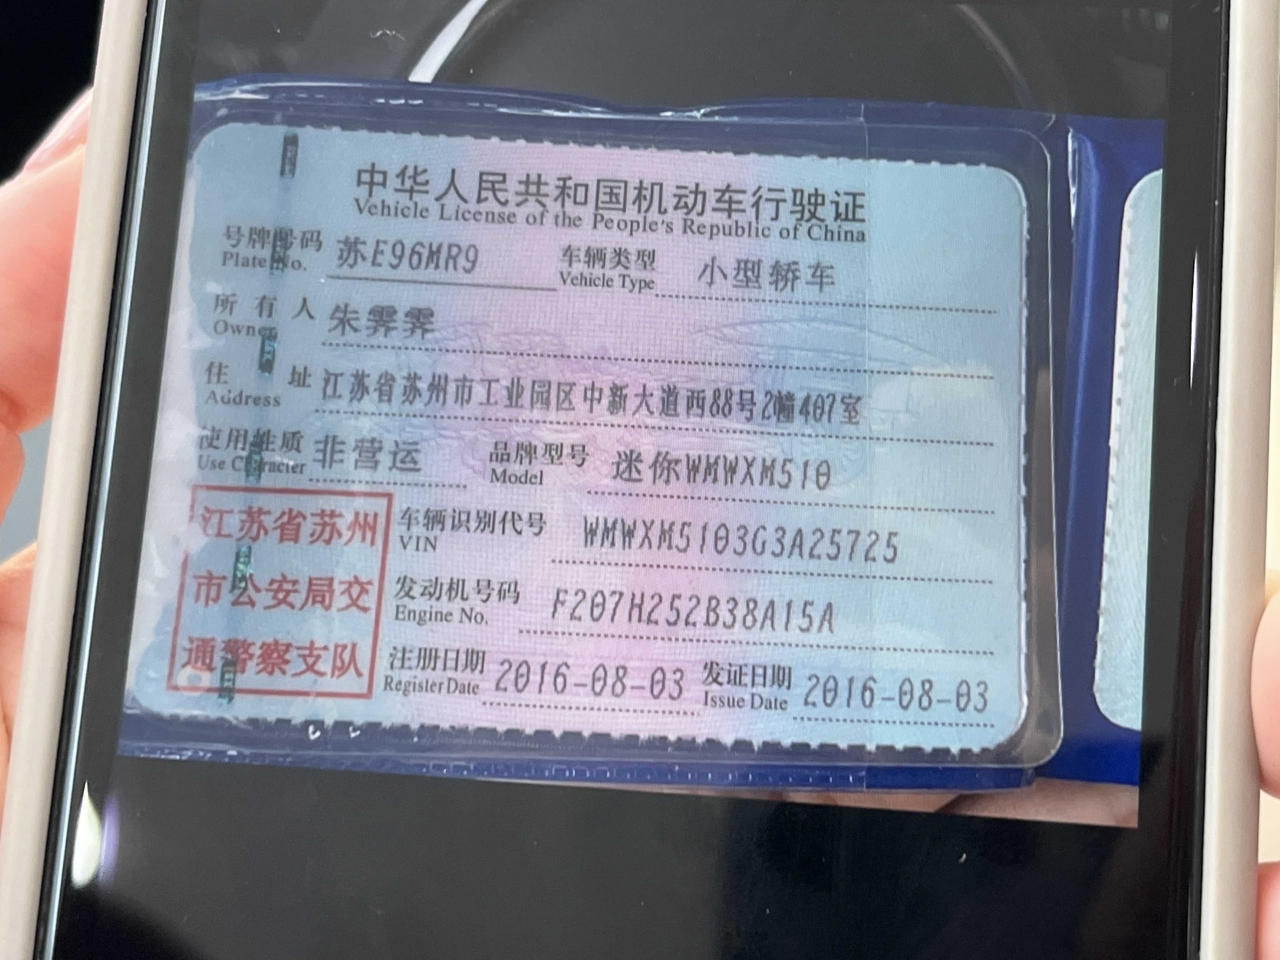 中华人民共和国机动车行驶证
Vehicle License of the People's Republic of China
号牌号码 苏E96MR9 车辆类型 小型轿车
Plate No. Vehicle Type
所有人 朱霁霁
Owner
住址 江苏省苏州市工业园区中新大道西88号2幢407室
Address
使用性质 非营运 品牌型号 迷你WMWXM510
Use Character Model
江苏省苏州
市公安局交
通警察支队
车辆识别代号 WMWXM5103G3A25725
VIN
发动机号码 F207H252B38A15A
Engine No.
注册日期 2016-08-03 发证日期 2016-08-03
Register Date Issue Date